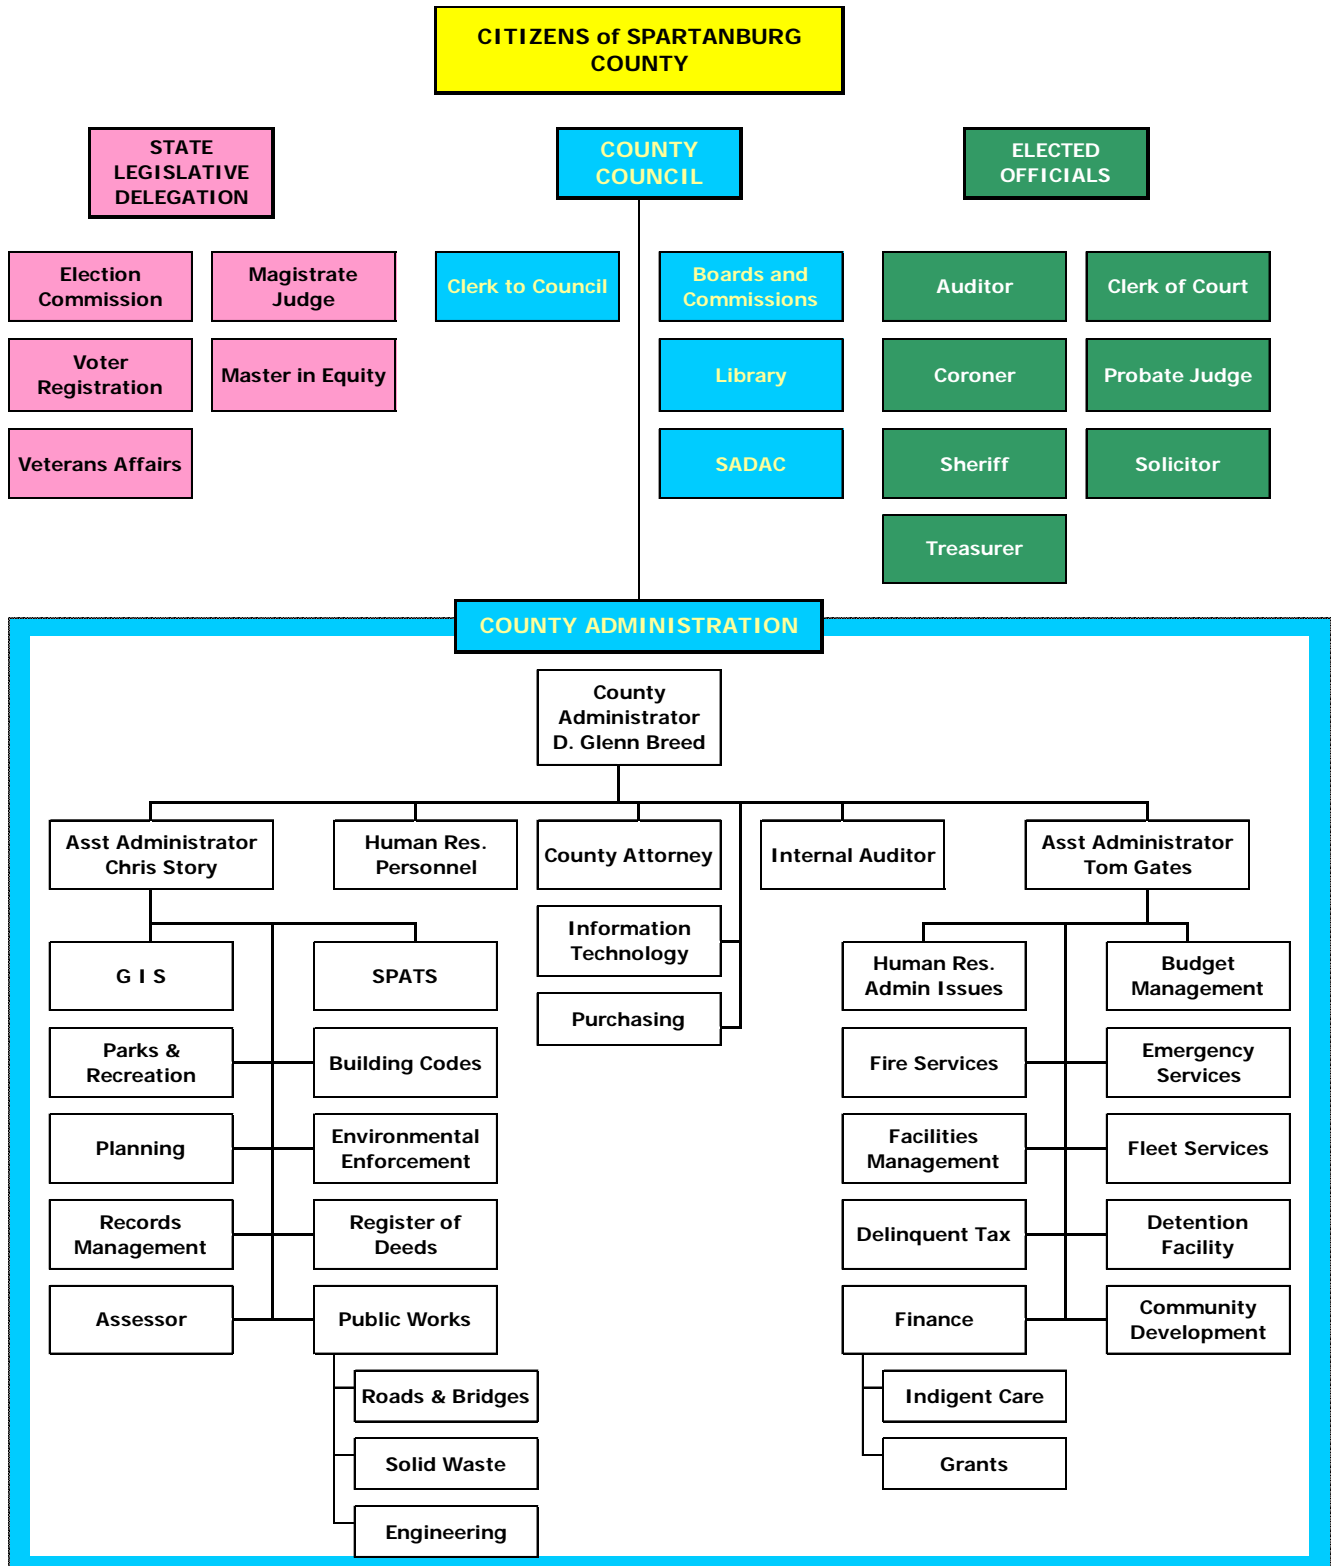 CITIZENS of SPARTANBURG
COUNTY
STATE
LEGISLATIVE
DELEGATION
COUNTY
COUNCIL
ELECTED
OFFICIALS
Election
Commission
Magistrate
Judge
Clerk to Council
Boards and
Commissions
Auditor
Clerk of Court
Voter
Registration
Master in Equity
Library
Coroner
Probate Judge
Veterans Affairs
SADAC
Sheriff
Solicitor
Treasurer
COUNTY ADMINISTRATION
County
Administrator
D. Glenn Breed
Asst Administrator
Chris Story
Human Res.
Personnel
County Attorney
Internal Auditor
Asst Administrator
Tom Gates
Information
Technology
Purchasing
G I S
SPATS
Human Res.
Admin Issues
Budget
Management
Parks &
Recreation
Building Codes
Fire Services
Emergency
Services
Planning
Environmental
Enforcement
Facilities
Management
Fleet Services
Records
Management
Register of
Deeds
Delinquent Tax
Detention
Facility
Assessor
Public Works
Finance
Community
Development
Roads & Bridges
Indigent Care
Solid Waste
Grants
Engineering